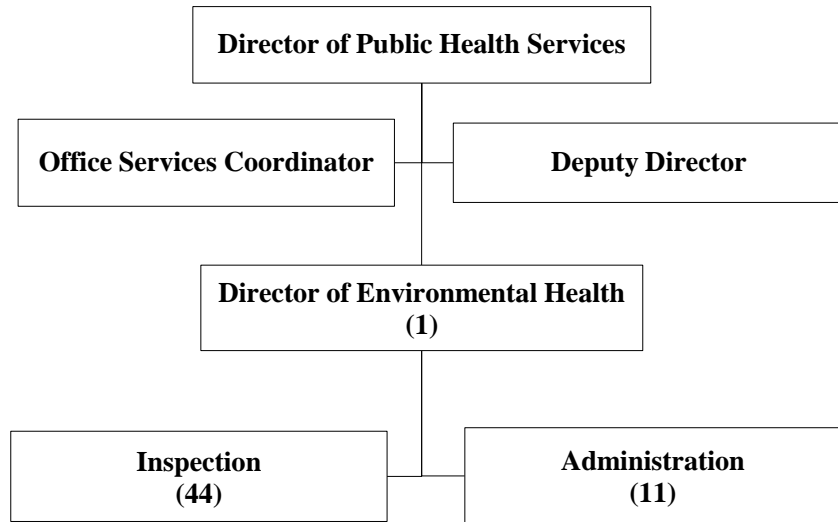 Director of Public Health Services
Office Services Coordinator
Deputy Director
Director of Environmental Health
(1)
Inspection
(44)
Administration
(11)